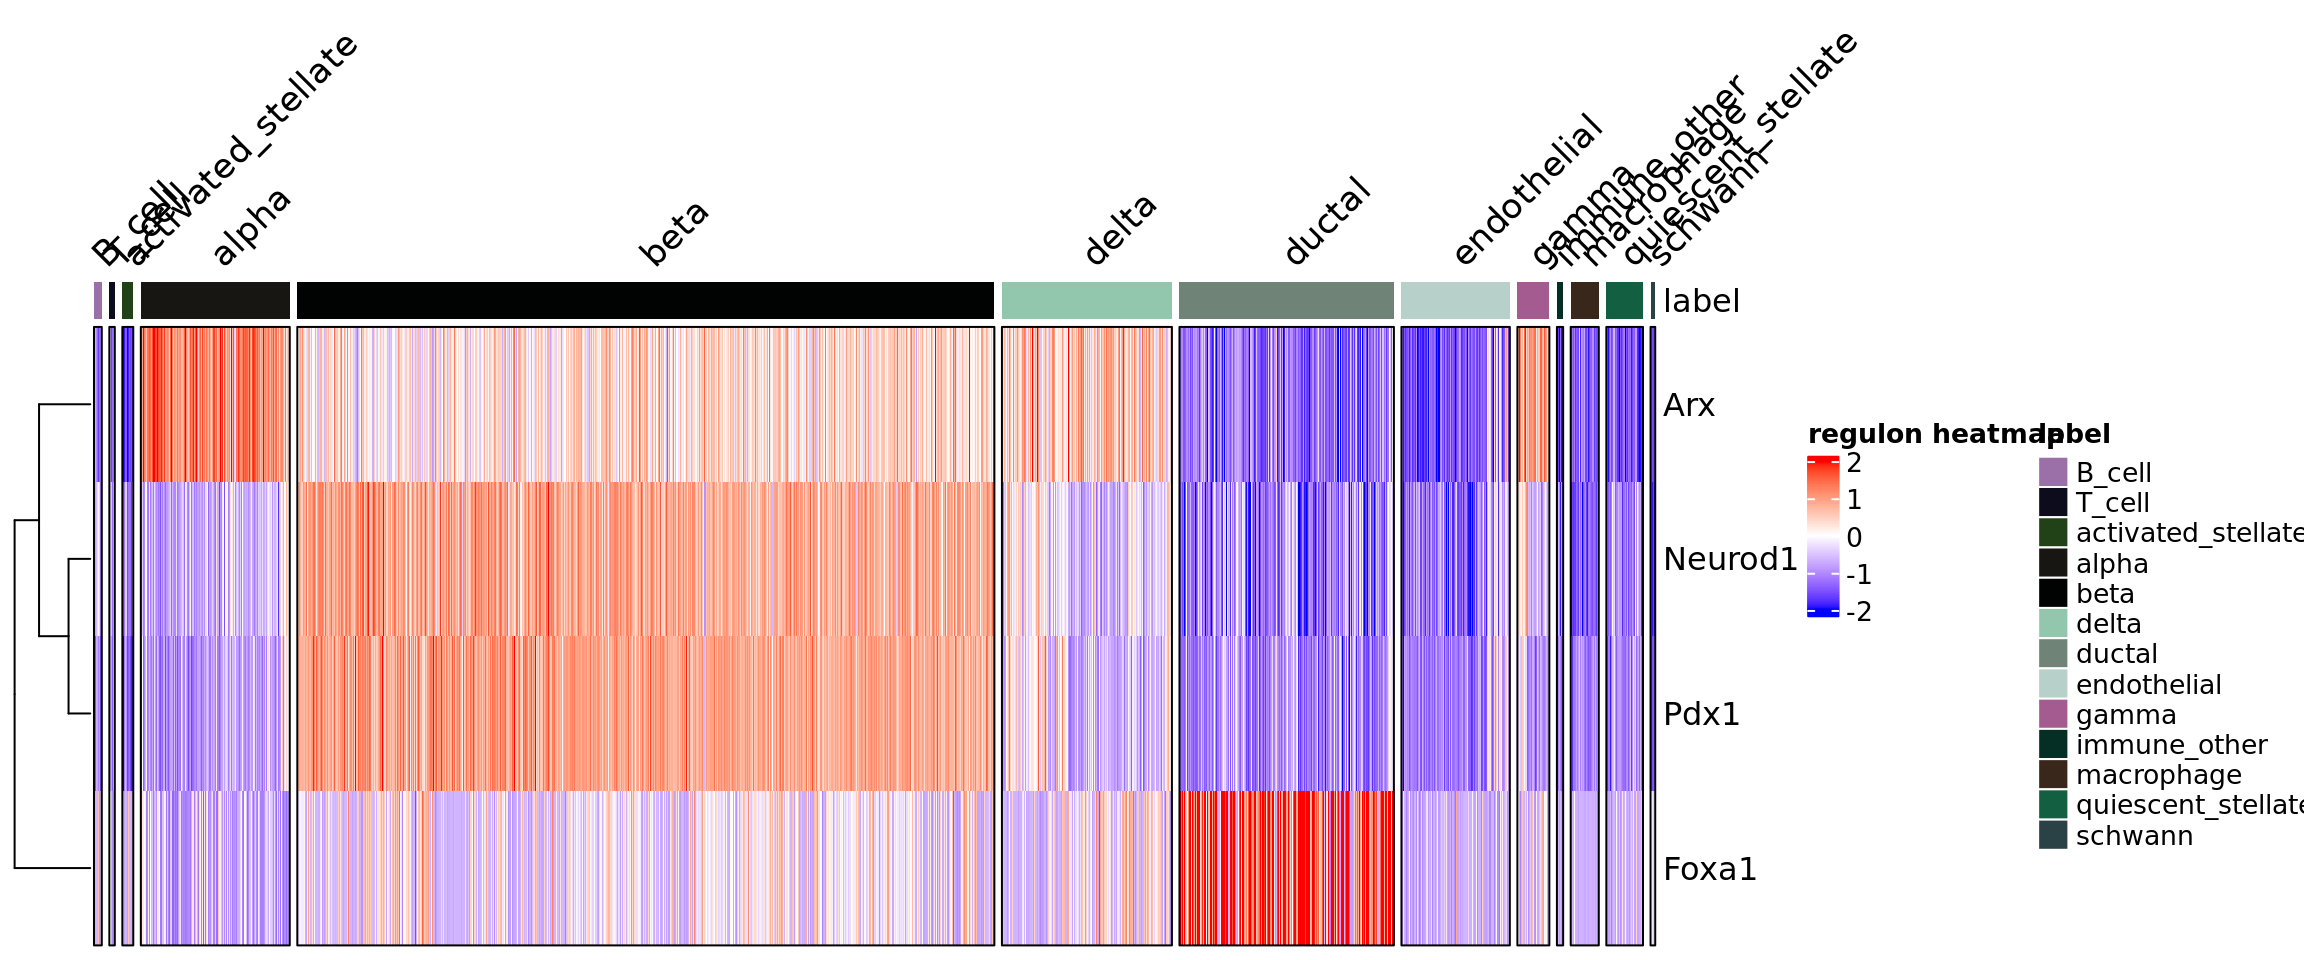 B_cell
T_cell
activated_stellate
alpha
beta
delta
ductal
endothelial
gamma
immune_other
macrophage
quiescent_stellate
schwann
label
Arx
Neurod1
Pdx1
Foxa1
regulon heatmap
2
1
0
-1
-2
label
B_cell
T_cell
activated_stellate
alpha
beta
delta
ductal
endothelial
gamma
immune_other
macrophage
quiescent_stellate
schwann